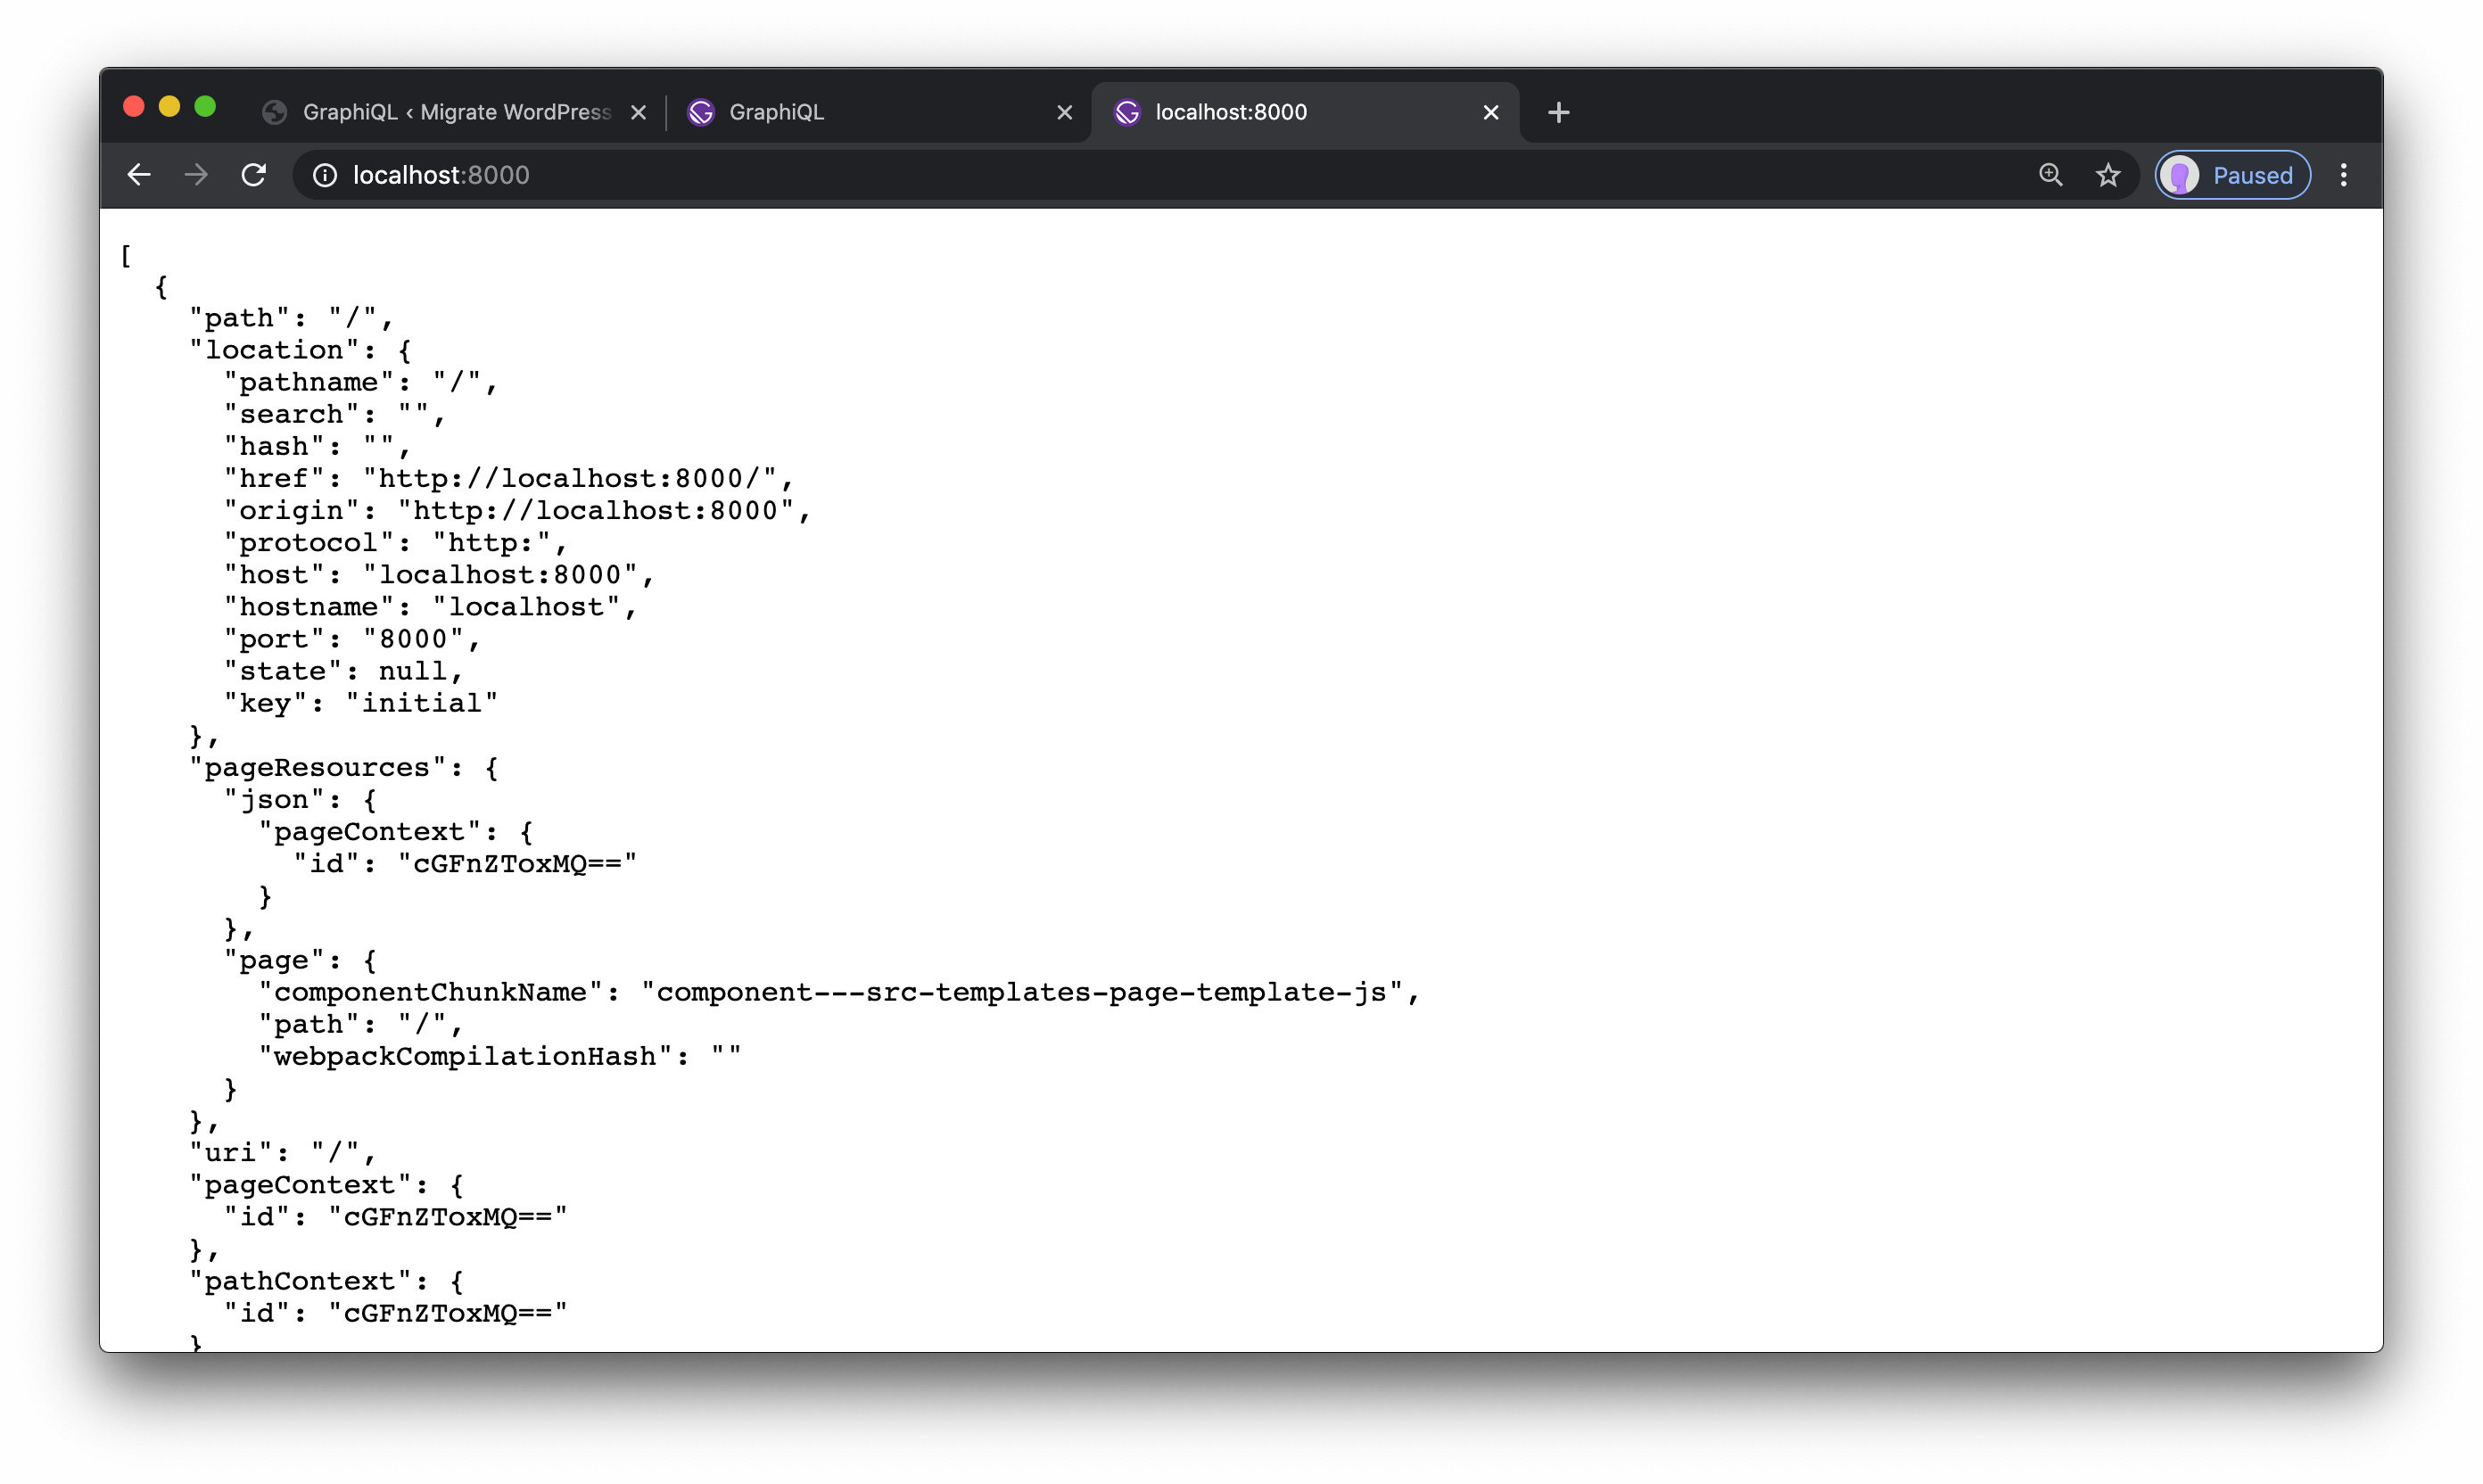 GraphiQL ‹ Migrate WordPress
GraphiQL
localhost:8000
localhost:8000
Paused
[
  {
    "path": "/",
    "location": {
      "pathname": "/",
      "search": "",
      "hash": "",
      "href": "http://localhost:8000/",
      "origin": "http://localhost:8000",
      "protocol": "http:",
      "host": "localhost:8000",
      "hostname": "localhost",
      "port": "8000",
      "state": null,
      "key": "initial"
    },
    "pageResources": {
      "json": {
        "pageContext": {
          "id": "cGFnZToxMQ=="
        }
      },
      "page": {
        "componentChunkName": "component---src-templates-page-template-js",
        "path": "/",
        "webpackCompilationHash": ""
      }
    },
    "uri": "/",
    "pageContext": {
      "id": "cGFnZToxMQ=="
    },
    "pathContext": {
      "id": "cGFnZToxMQ=="
    }